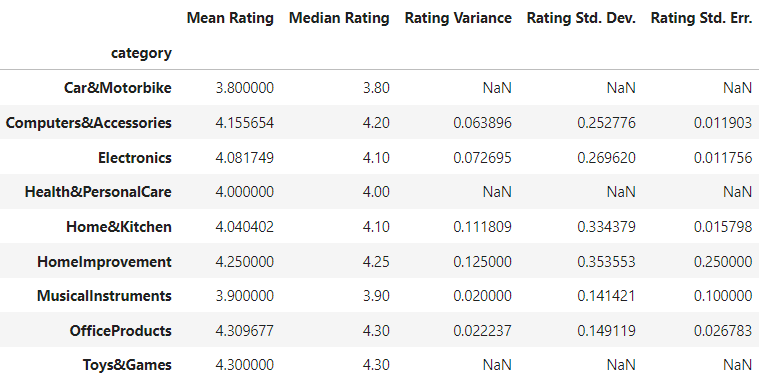 Mean Rating Median Rating Rating Variance Rating Std. Dev. Rating Std. Err.
category
Car&Motorbike 3.800000 3.80 NaN NaN NaN
Computers&Accessories 4.155654 4.20 0.063896 0.252776 0.011903
Electronics 4.081749 4.10 0.072695 0.269620 0.011756
Health&PersonalCare 4.000000 4.00 NaN NaN NaN
Home&Kitchen 4.040402 4.10 0.111809 0.334379 0.015798
HomeImprovement 4.250000 4.25 0.125000 0.353553 0.250000
MusicalInstruments 3.900000 3.90 0.020000 0.141421 0.100000
OfficeProducts 4.309677 4.30 0.022237 0.149119 0.026783
Toys&Games 4.300000 4.30 NaN NaN NaN